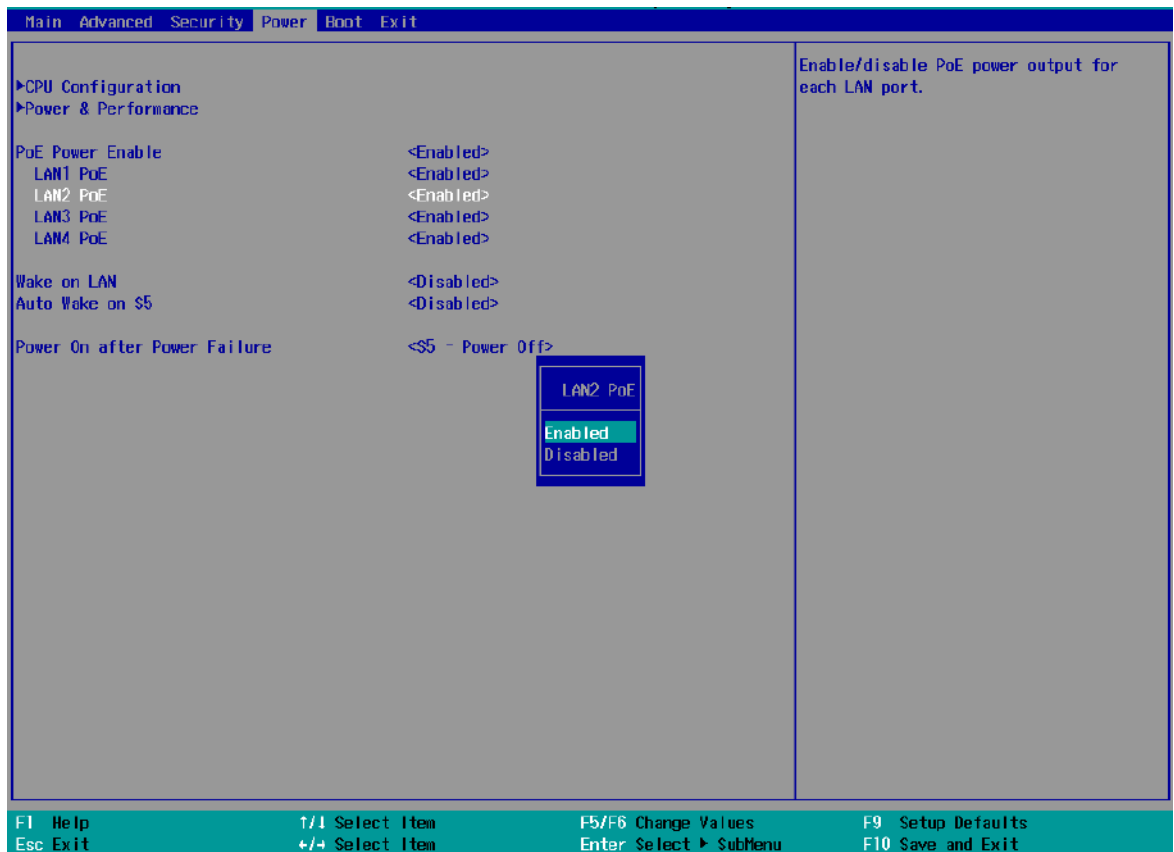 Main Advanced Security Power Boot Exit
Enable/disable PoE power output for
each LAN port.
▶CPU Configuration
▶Power & Performance
PoE Power Enable <Enabled>
LAN1 PoE <Enabled>
LAN2 PoE <Enabled>
LAN3 PoE <Enabled>
LAN4 PoE <Enabled>
Wake on LAN <Disabled>
Auto Wake on S5 <Disabled>
Power On after Power Failure <S5 - Power Off>
LAN2 PoE
Enabled
Disabled
F1 Help ↑/↓ Select Item F5/F6 Change Values F9 Setup Defaults
Esc Exit ←/→ Select Item Enter Select ▶ SubMenu F10 Save and Exit